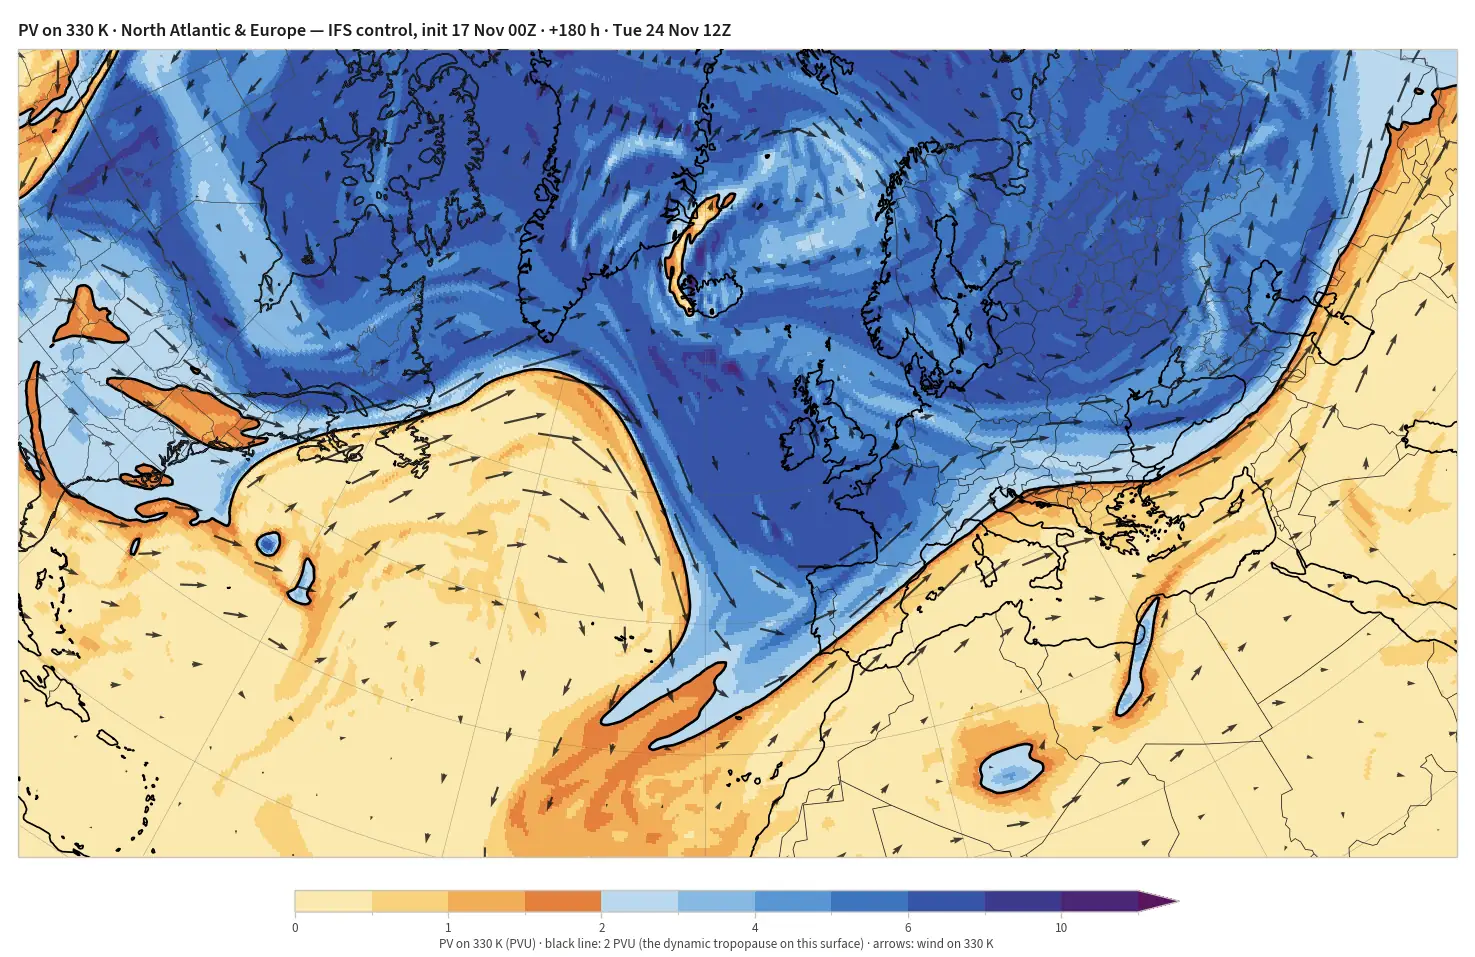 PV on 330 K · North Atlantic & Europe — IFS control, init 17 Nov 00Z · +180 h · Tue 24 Nov 12Z
0 1 2 4 6 10
PV on 330 K (PVU) · black line: 2 PVU (the dynamic tropopause on this surface) · arrows: wind on 330 K